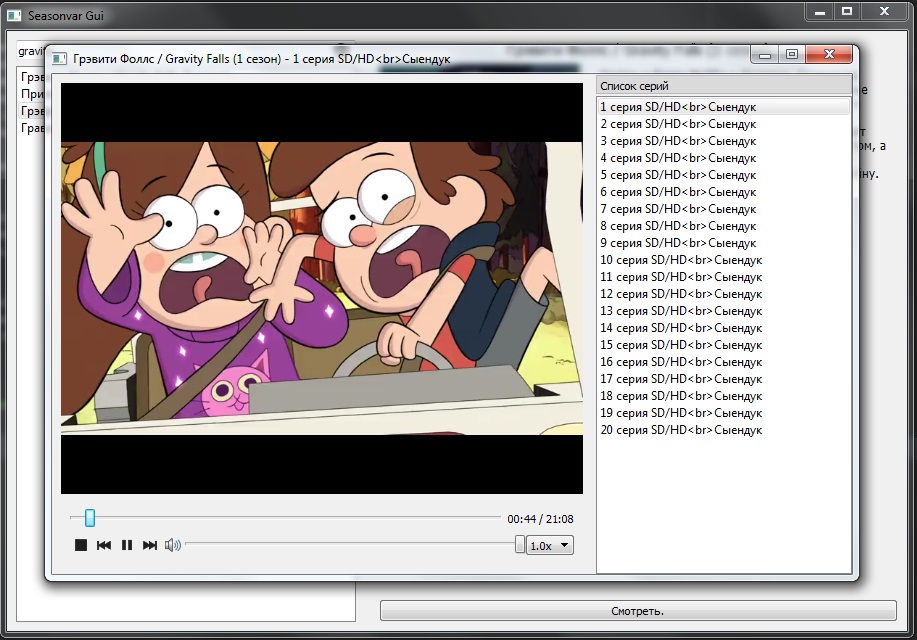 Seasonvar Gui
gravi
Грэв
При
Грэв
Грав
Грэвити Фоллс / Gravity Falls (1 сезон) - 1 серия SD/HD<br>Сыендук
Список серий
1 серия SD/HD<br>Сыендук
2 серия SD/HD<br>Сыендук
3 серия SD/HD<br>Сыендук
4 серия SD/HD<br>Сыендук
5 серия SD/HD<br>Сыендук
6 серия SD/HD<br>Сыендук
7 серия SD/HD<br>Сыендук
8 серия SD/HD<br>Сыендук
9 серия SD/HD<br>Сыендук
10 серия SD/HD<br>Сыендук
11 серия SD/HD<br>Сыендук
12 серия SD/HD<br>Сыендук
13 серия SD/HD<br>Сыендук
14 серия SD/HD<br>Сыендук
15 серия SD/HD<br>Сыендук
16 серия SD/HD<br>Сыендук
17 серия SD/HD<br>Сыендук
18 серия SD/HD<br>Сыендук
19 серия SD/HD<br>Сыендук
20 серия SD/HD<br>Сыендук
е
т
ом, а
ну.
00:44 / 21:08
1.0x
Смотреть.